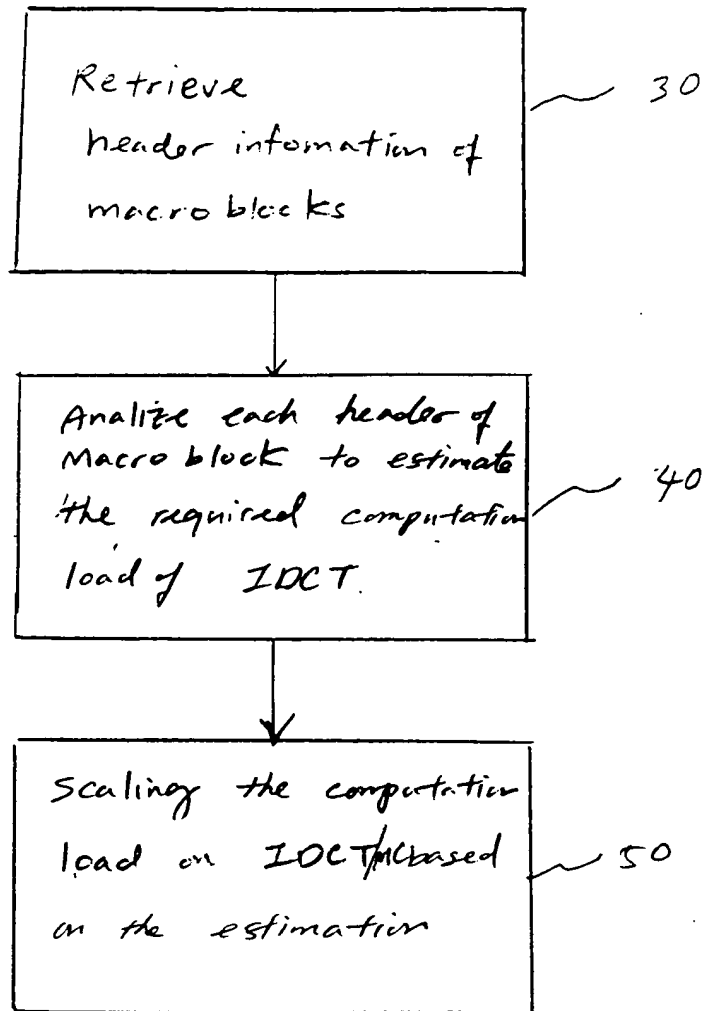 Retrieve
header infomation of
macro blocks
30
Analize each header of
Macro block to estimate
the required computation
load of IDCT.
40
Scaling the computation
load on IDCT/MC based
on the estimation
50